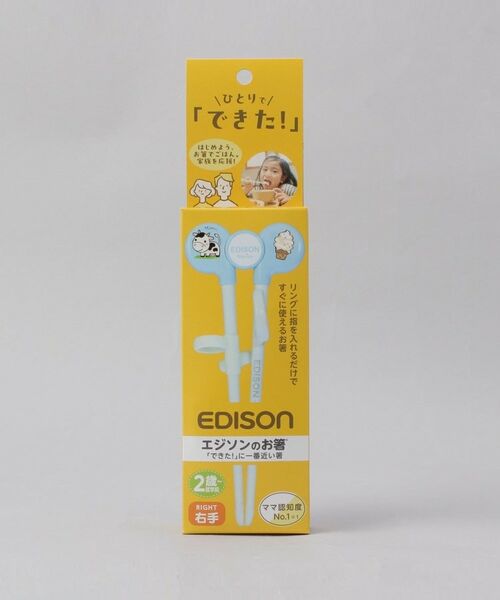 ひとりで
「できた!」
はじめよう、
お箸でごはん。
家族を応援!
EDISON
リングに指を入れるだけで
すぐに使えるお箸
EDISON
EDISON
エジソンのお箸
「できた!」に一番近い箸
2歳~
RIGHT
右手
ママ認知度
No.1